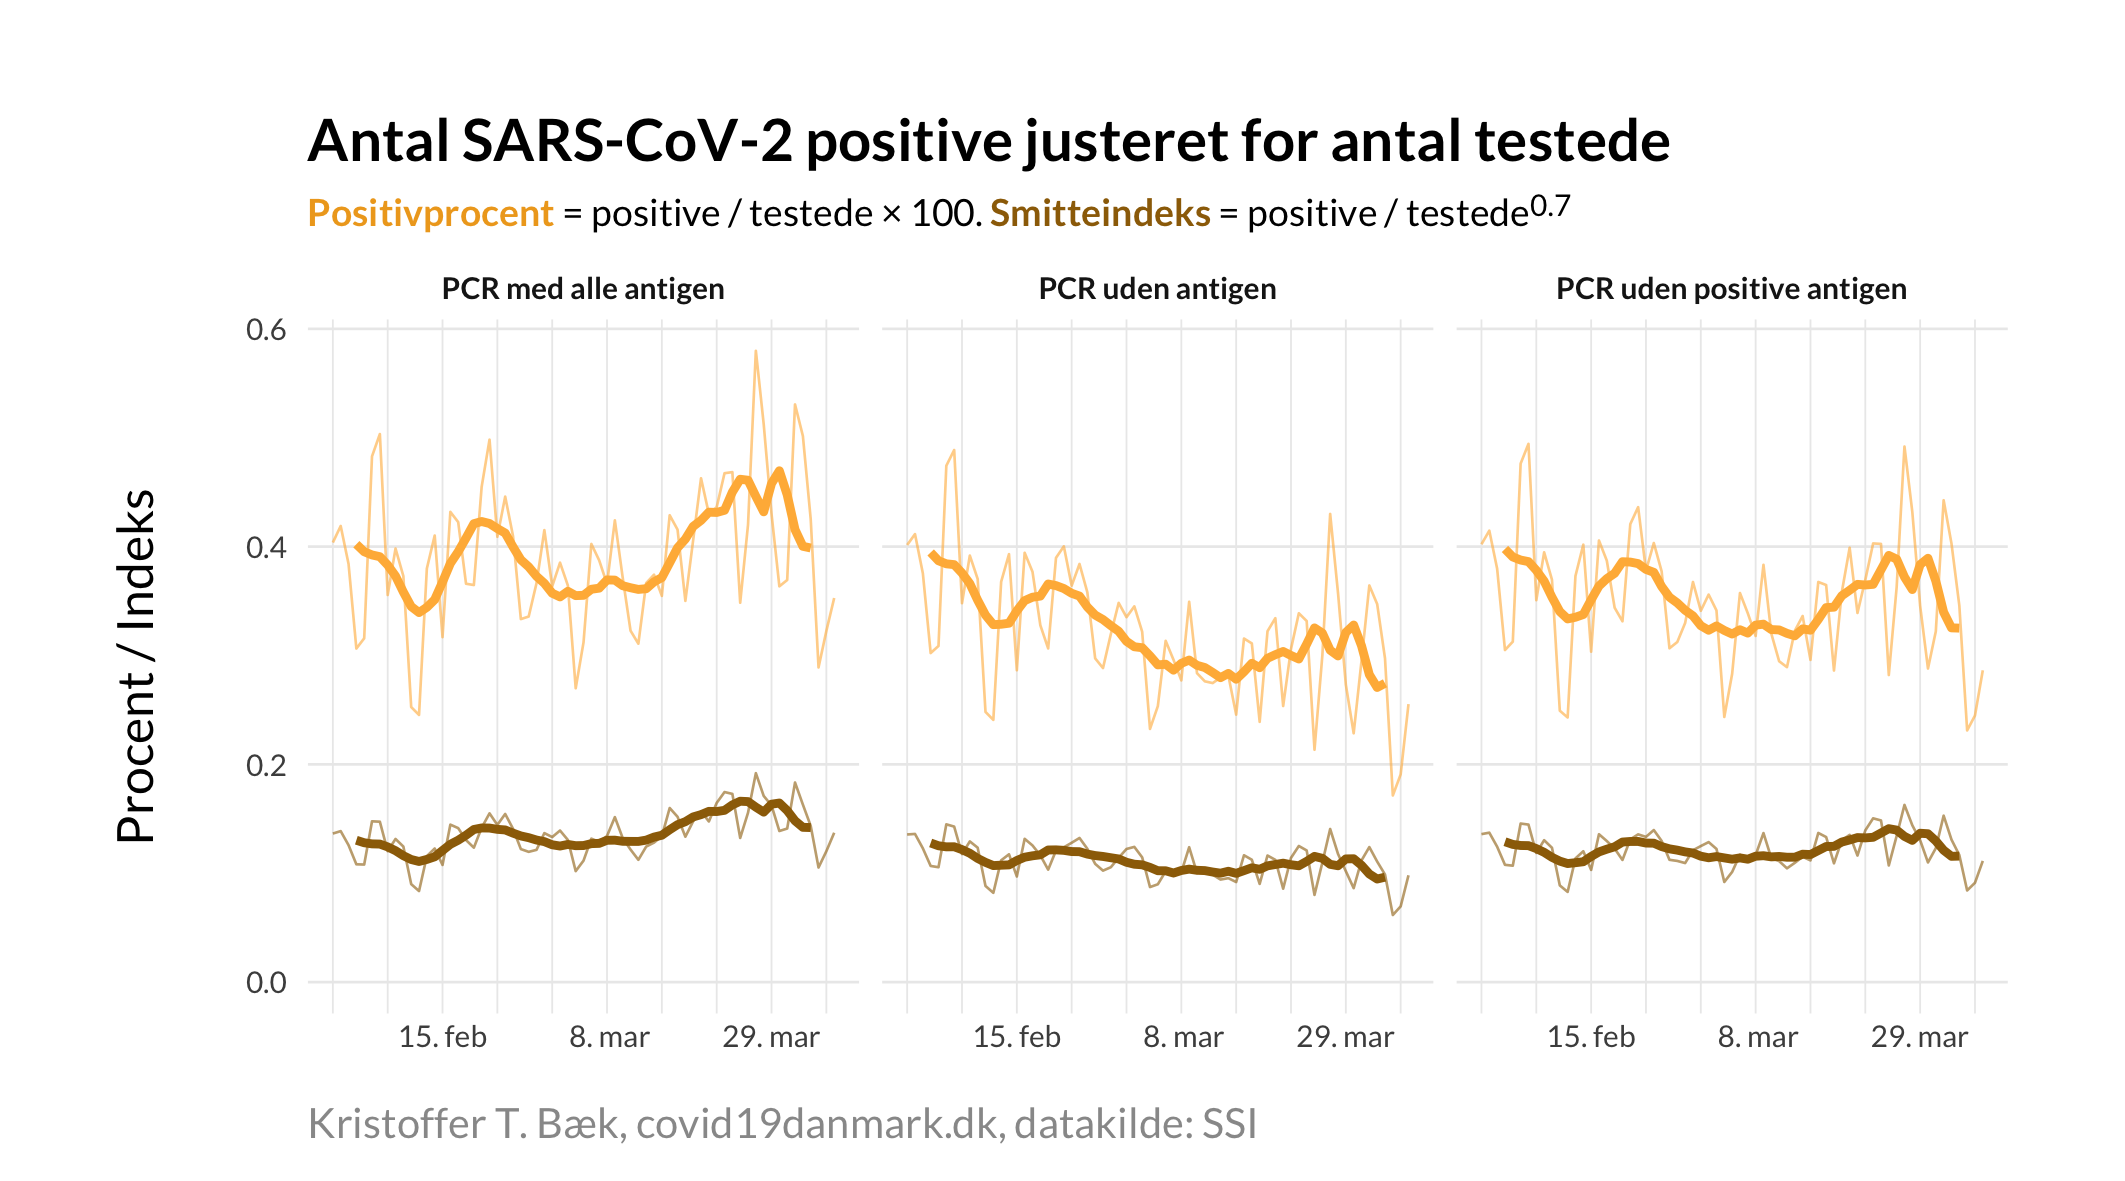 Antal SARS-CoV-2 positive justeret for antal testede
Positivprocent = positive / testede × 100. Smitteindeks = positive / testede^0.7
PCR med alle antigen
PCR uden antigen
PCR uden positive antigen
Procent / Indeks
0.6
0.4
0.2
0.0
15. feb 8. mar 29. mar
15. feb 8. mar 29. mar
15. feb 8. mar 29. mar
Kristoffer T. Bæk, covid19danmark.dk, datakilde: SSI